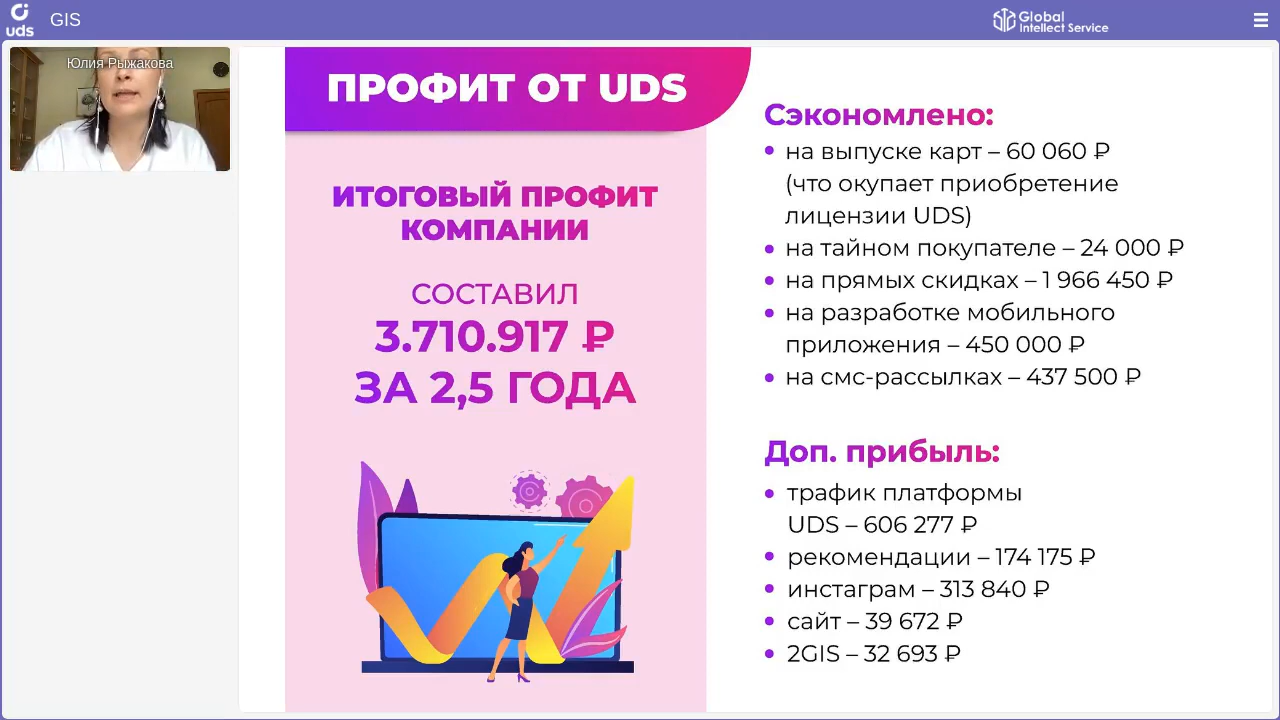 uds
GIS
Global
Intellect Service
Юлия Рыжакова
ПРОФИТ ОТ UDS
ИТОГОВЫЙ ПРОФИТ
КОМПАНИИ
СОСТАВИЛ
3.710.917 ₽
ЗА 2,5 ГОДА
Сэкономлено:
на выпуске карт – 60 060 ₽
(что окупает приобретение
лицензии UDS)
на тайном покупателе – 24 000 ₽
на прямых скидках – 1 966 450 ₽
на разработке мобильного
приложения – 450 000 ₽
на смс-рассылках – 437 500 ₽
Доп. прибыль:
трафик платформы
UDS – 606 277 ₽
рекомендации – 174 175 ₽
инстаграм – 313 840 ₽
сайт – 39 672 ₽
2GIS – 32 693 ₽